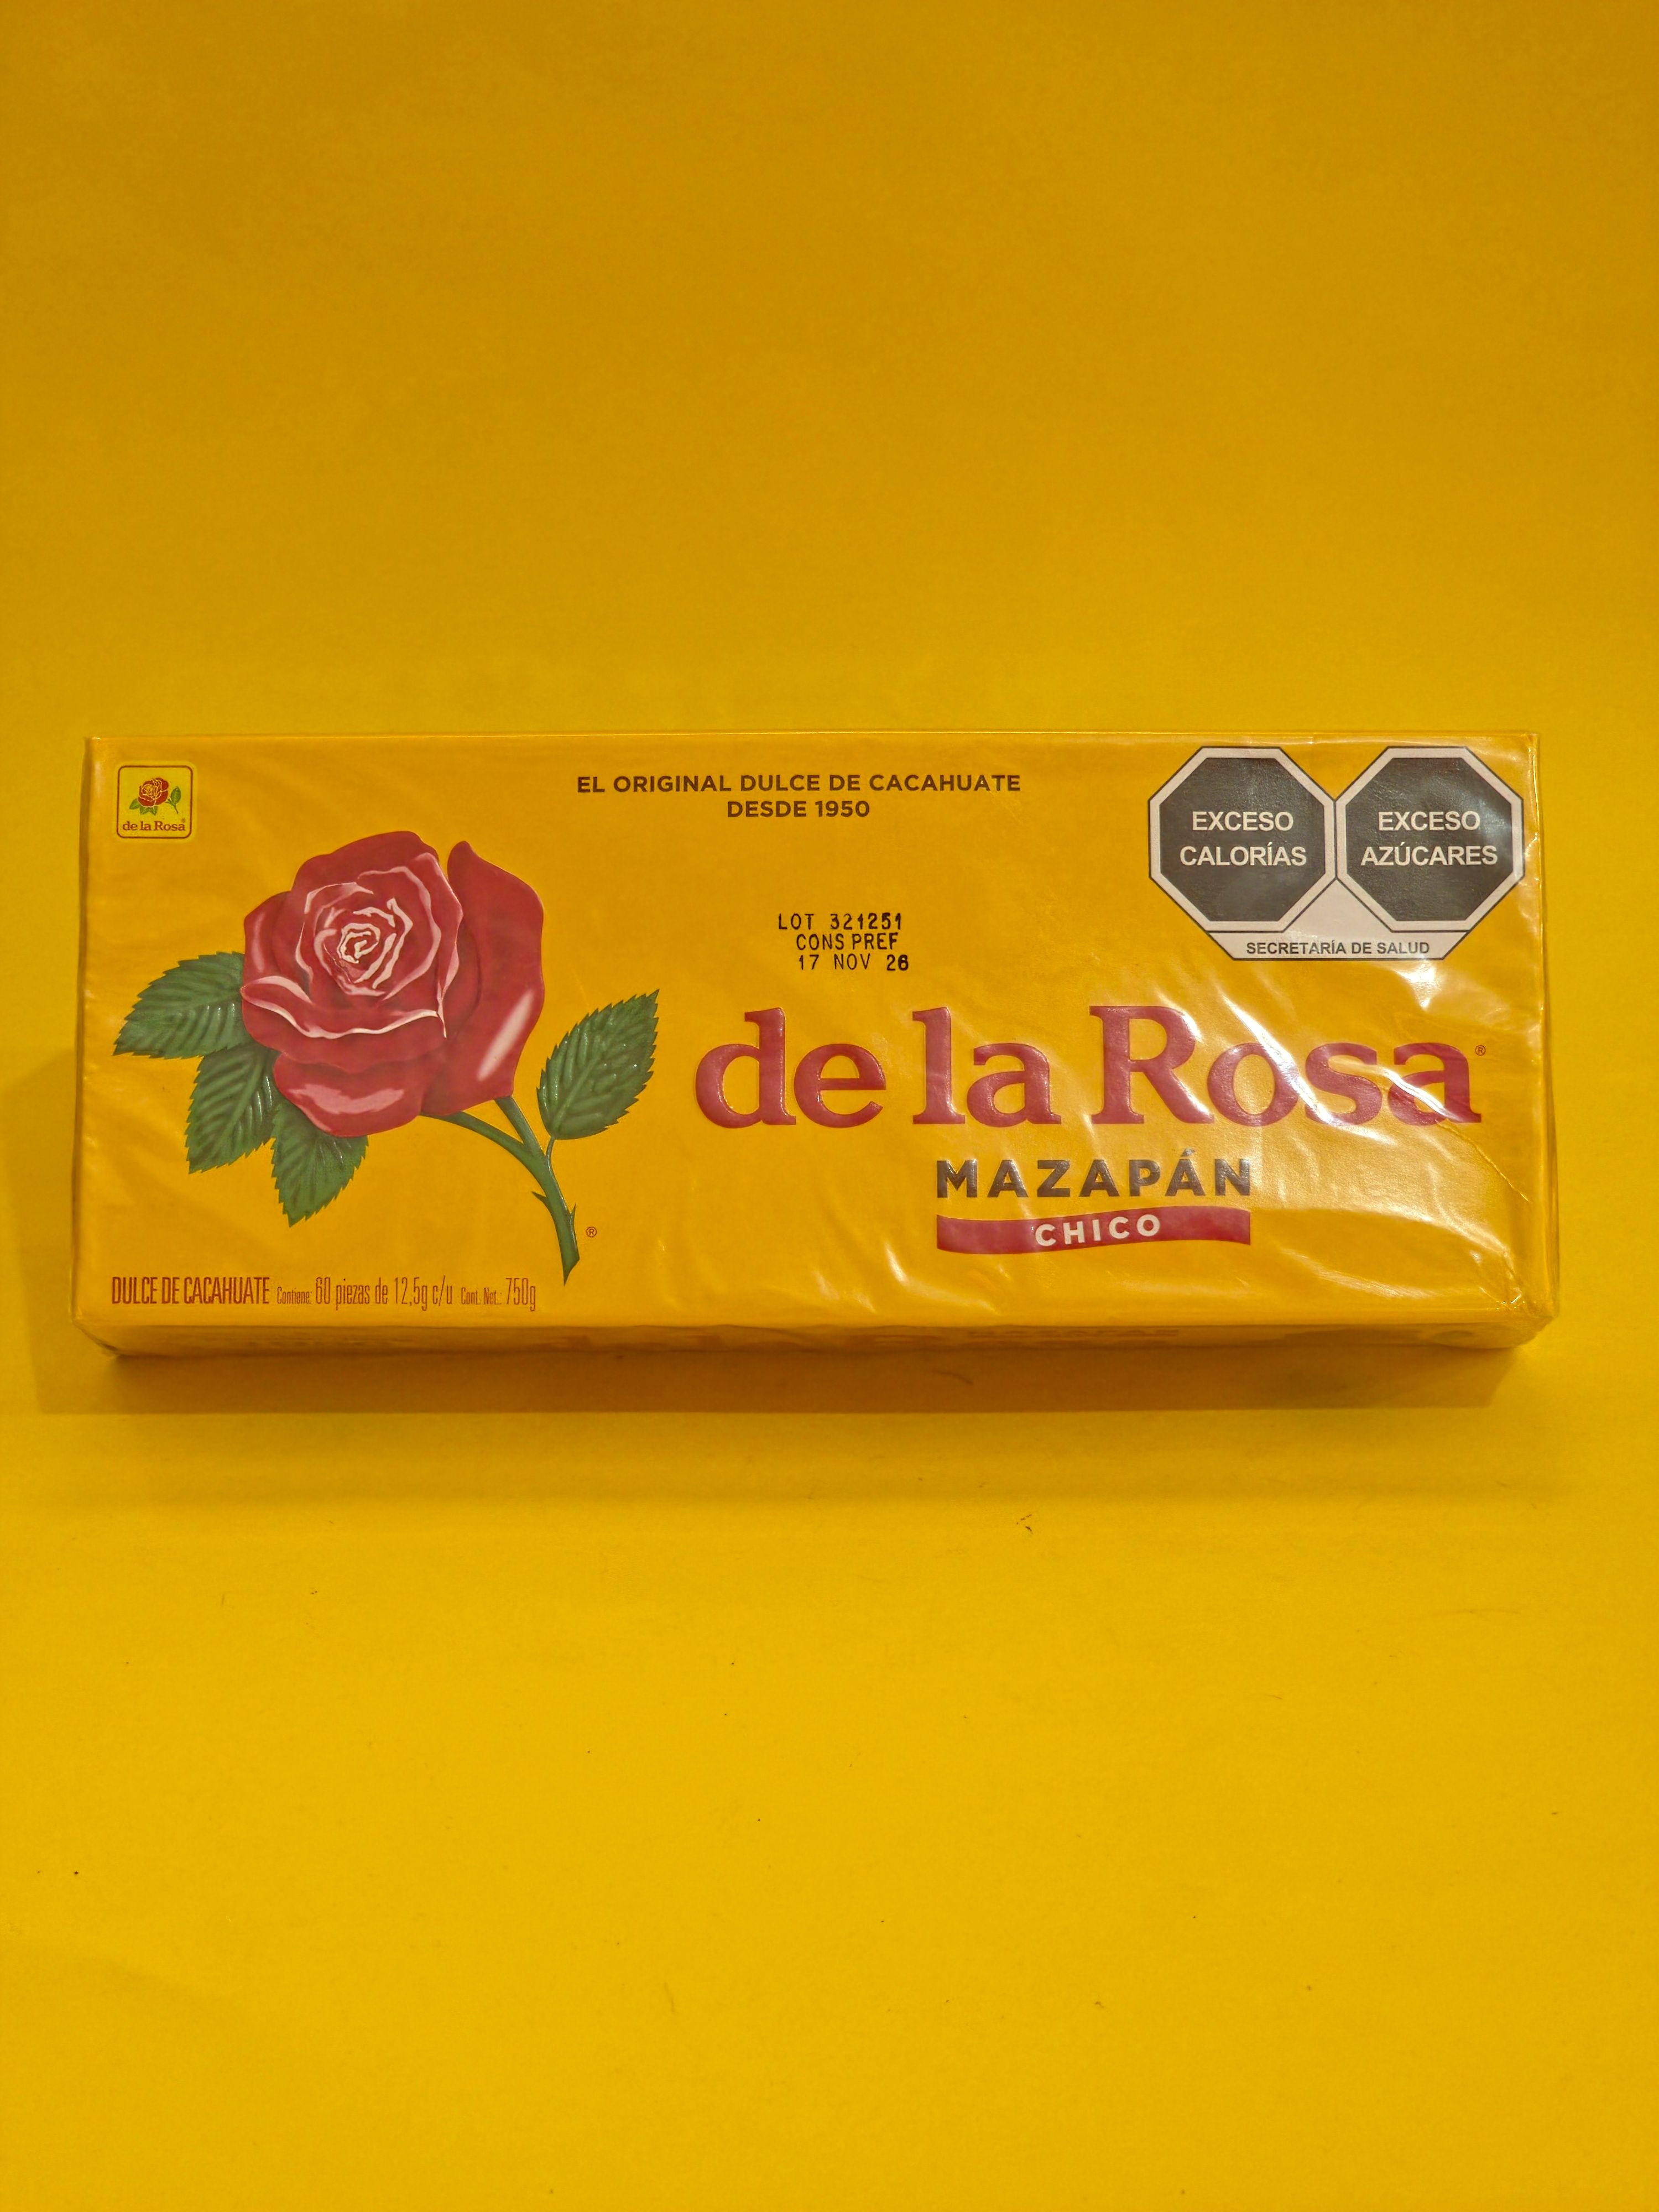 de la Rosa®
EL ORIGINAL DULCE DE CACAHUATE
DESDE 1950
EXCESO
CALORÍAS
EXCESO
AZÚCARES
SECRETARÍA DE SALUD
LOT 321251
CONS PREF
17 NOV 26
de la Rosa®
MAZAPÁN
CHICO
®
DULCE DE CACAHUATE Contiene: 60 piezas de 12,5g c/u Cont. Net.: 750g